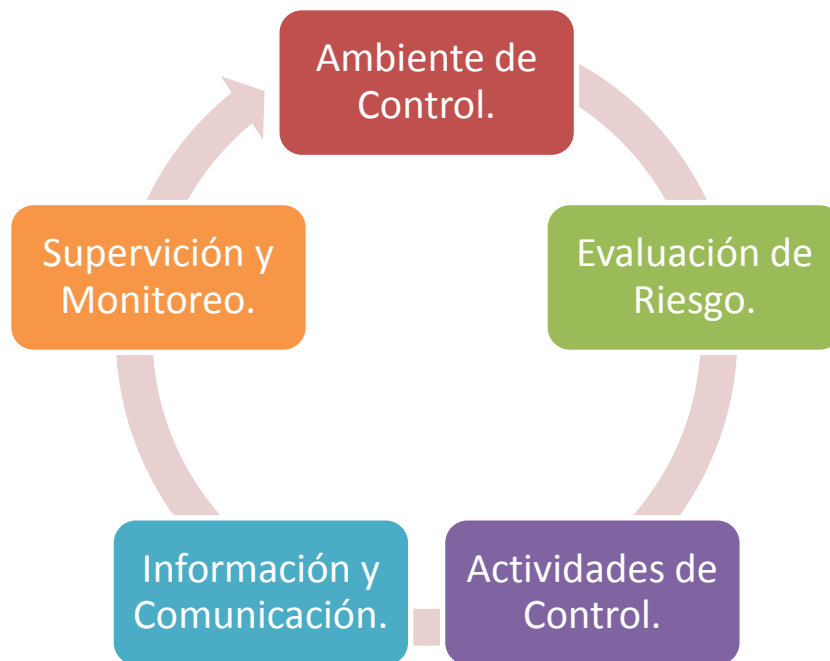 Ambiente de
Control.
Evaluación de
Riesgo.
Actividades de
Control.
Información y
Comunicación.
Supervición y
Monitoreo.